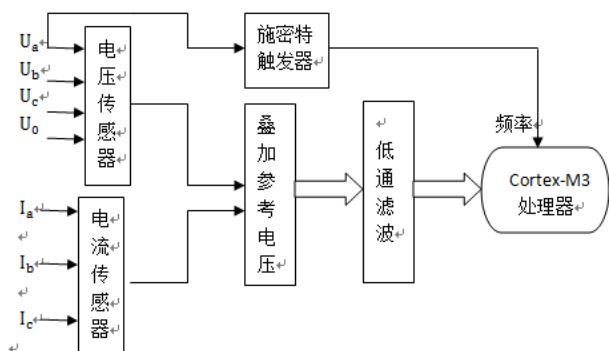 Ua
Ub
Uc
U0
电压传感器
施密特
触发器
Ia
Ib
Ic
电流传感器
叠加参考电压
低通滤波
频率
Cortex-M3
处理器